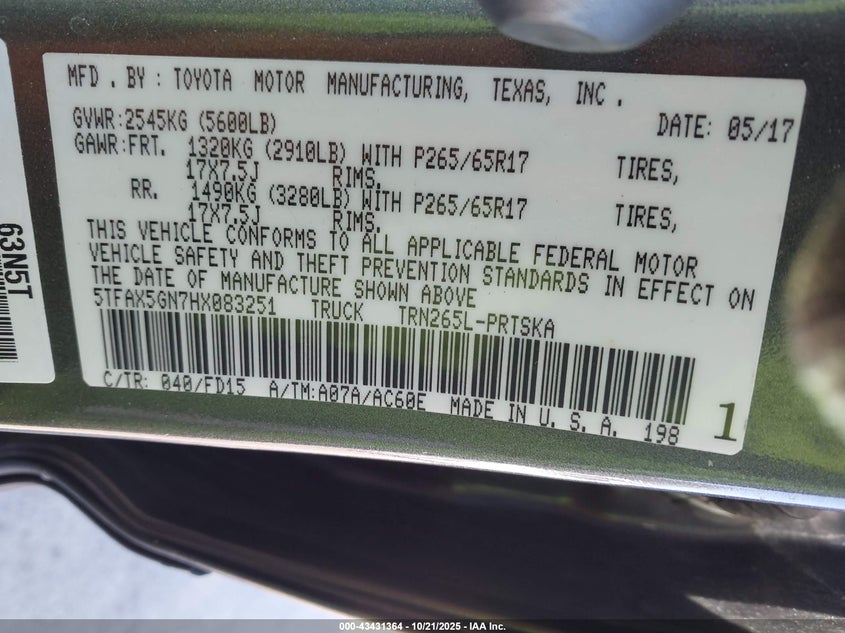 MFD. BY: TOYOTA MOTOR MANUFACTURING, TEXAS, INC.
GVWR:2545KG (5600LB) DATE: 05/17
GAWR:FRT. 1320KG (2910LB) WITH P265/65R17 TIRES,
17X7.5J RIMS.
RR. 1490KG (3280LB) WITH P265/65R17 TIRES,
17X7.5J RIMS.
THIS VEHICLE CONFORMS TO ALL APPLICABLE FEDERAL MOTOR
VEHICLE SAFETY AND THEFT PREVENTION STANDARDS IN EFFECT ON
THE DATE OF MANUFACTURE SHOWN ABOVE
5TFAX5GN7HX083251 TRUCK TRN265L-PRTSKA
C/TR: 040/FD15 A/TM:A07A/AC60E MADE IN U.S.A. 198 1
63N5T
000-43431364 - 10/21/2025 - IAA Inc.